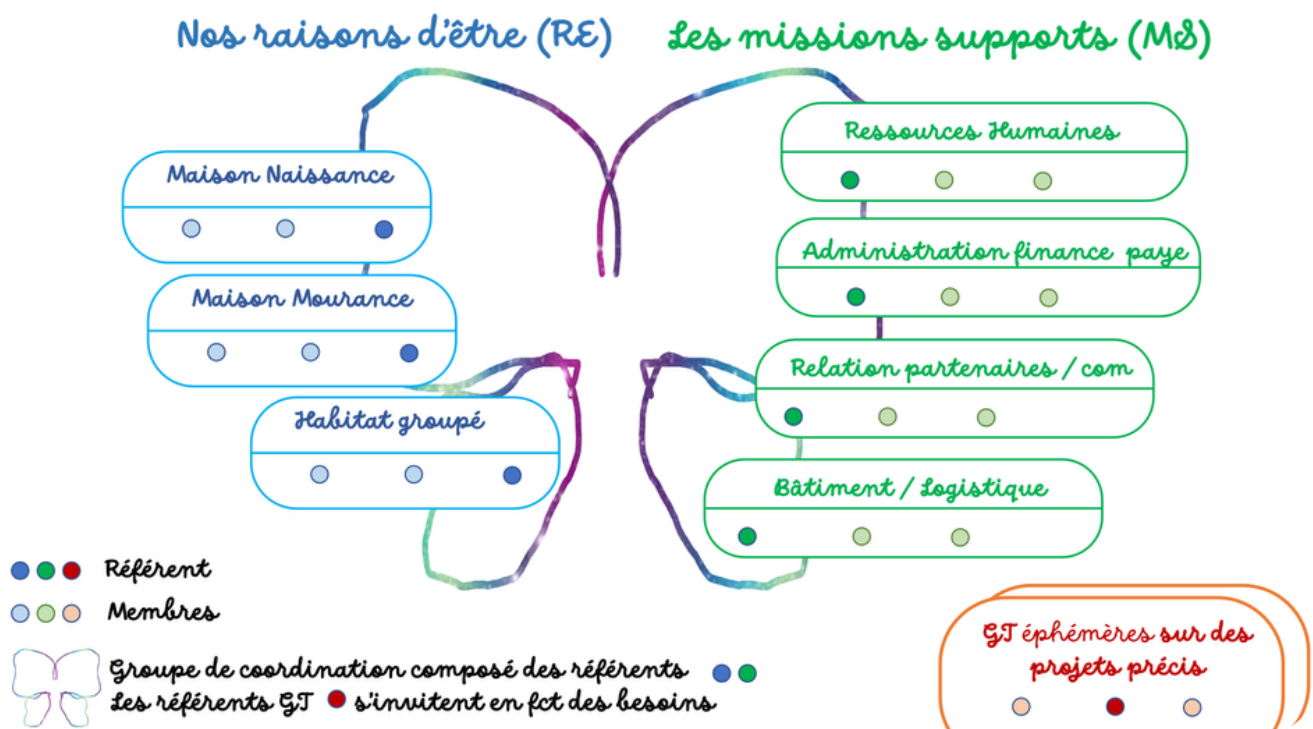 Nos raisons d'être (RE)
Les missions supports (MS)
Maison Naissance
Maison Mourance
Habitat groupé
Ressources Humaines
Administration finance paye
Relation partenaires / com
Bâtiment / Logistique
Référent
Membres
Groupe de coordination composé des référents
Les référents GT s'invitent en fct des besoins
GT éphémères sur des
projets précis